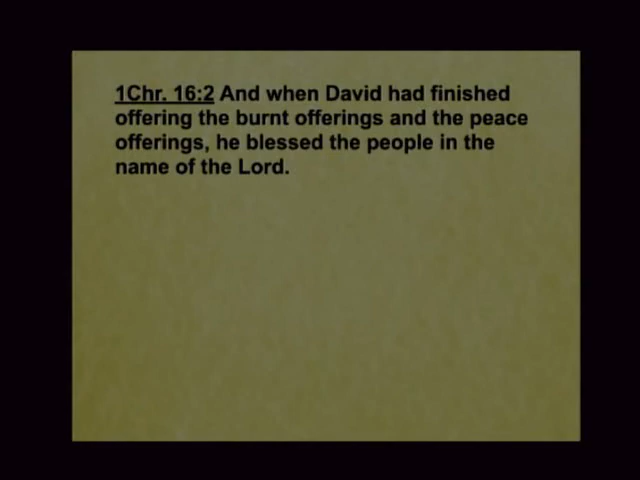 1Chr. 16:2 And when David had finished
offering the burnt offerings and the peace
offerings, he blessed the people in the
name of the Lord.